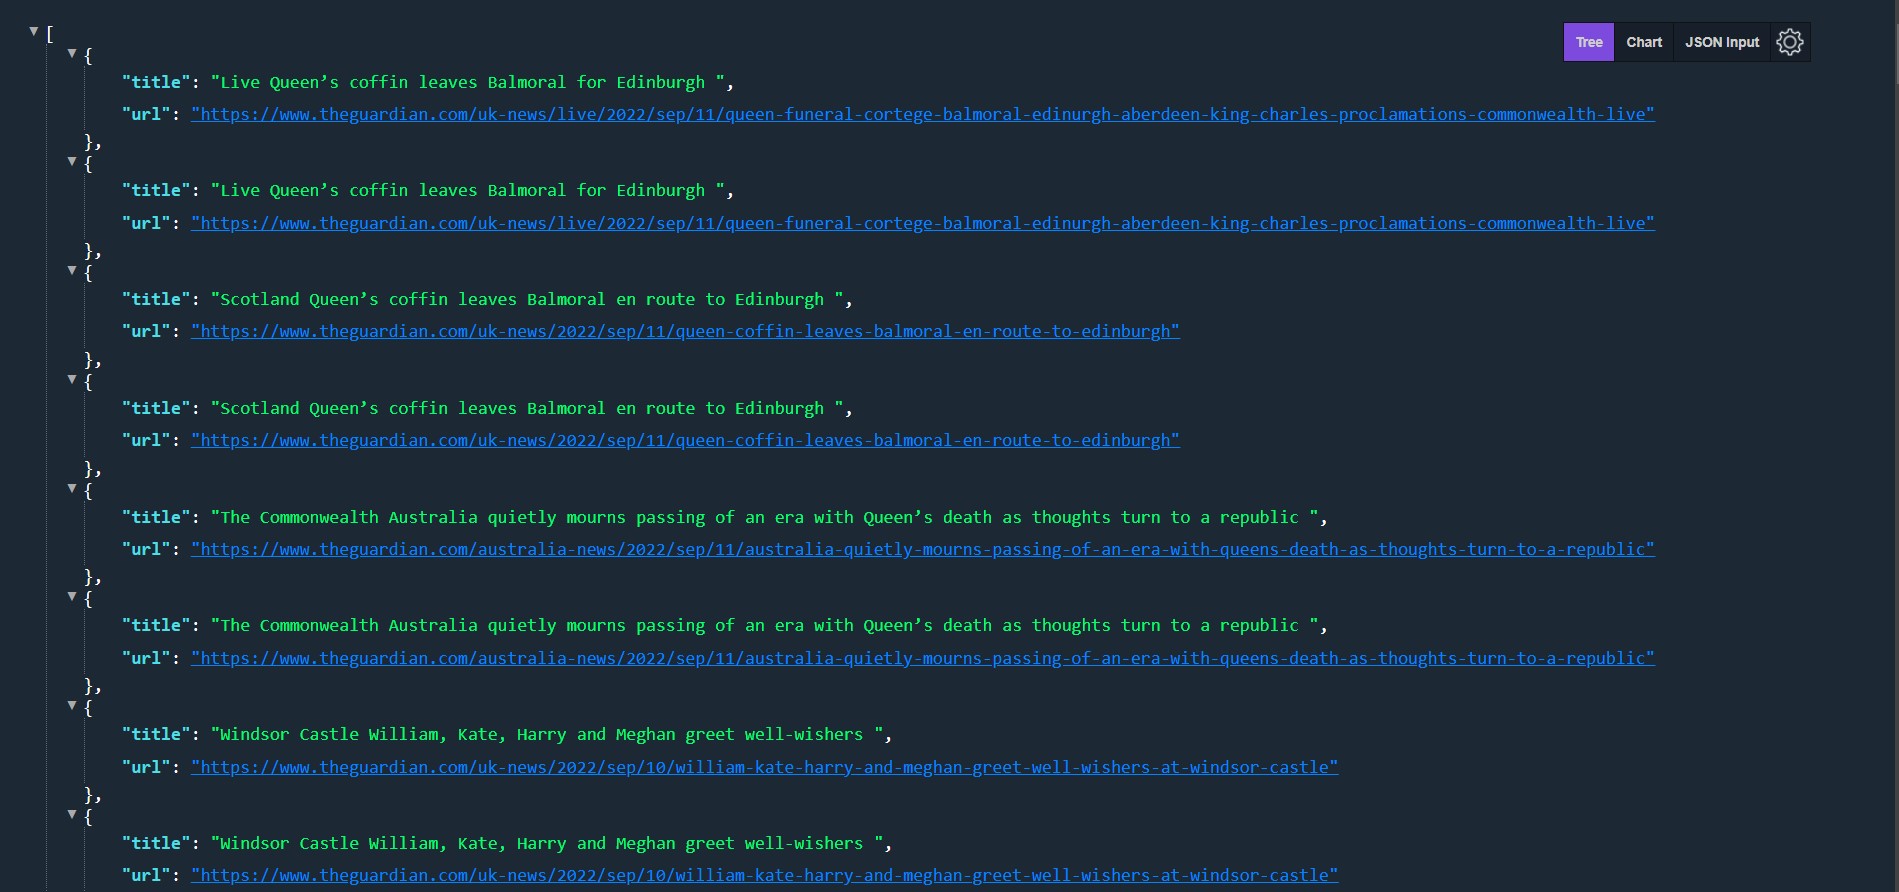 [
Tree Chart JSON Input
{
"title": "Live Queen’s coffin leaves Balmoral for Edinburgh ",
"url": "https://www.theguardian.com/uk-news/live/2022/sep/11/queen-funeral-cortege-balmoral-edinurgh-aberdeen-king-charles-proclamations-commonwealth-live"
},
{
"title": "Live Queen’s coffin leaves Balmoral for Edinburgh ",
"url": "https://www.theguardian.com/uk-news/live/2022/sep/11/queen-funeral-cortege-balmoral-edinurgh-aberdeen-king-charles-proclamations-commonwealth-live"
},
{
"title": "Scotland Queen’s coffin leaves Balmoral en route to Edinburgh ",
"url": "https://www.theguardian.com/uk-news/2022/sep/11/queen-coffin-leaves-balmoral-en-route-to-edinburgh"
},
{
"title": "Scotland Queen’s coffin leaves Balmoral en route to Edinburgh ",
"url": "https://www.theguardian.com/uk-news/2022/sep/11/queen-coffin-leaves-balmoral-en-route-to-edinburgh"
},
{
"title": "The Commonwealth Australia quietly mourns passing of an era with Queen’s death as thoughts turn to a republic ",
"url": "https://www.theguardian.com/australia-news/2022/sep/11/australia-quietly-mourns-passing-of-an-era-with-queens-death-as-thoughts-turn-to-a-republic"
},
{
"title": "The Commonwealth Australia quietly mourns passing of an era with Queen’s death as thoughts turn to a republic ",
"url": "https://www.theguardian.com/australia-news/2022/sep/11/australia-quietly-mourns-passing-of-an-era-with-queens-death-as-thoughts-turn-to-a-republic"
},
{
"title": "Windsor Castle William, Kate, Harry and Meghan greet well-wishers ",
"url": "https://www.theguardian.com/uk-news/2022/sep/10/william-kate-harry-and-meghan-greet-well-wishers-at-windsor-castle"
},
{
"title": "Windsor Castle William, Kate, Harry and Meghan greet well-wishers ",
"url": "https://www.theguardian.com/uk-news/2022/sep/10/william-kate-harry-and-meghan-greet-well-wishers-at-windsor-castle"